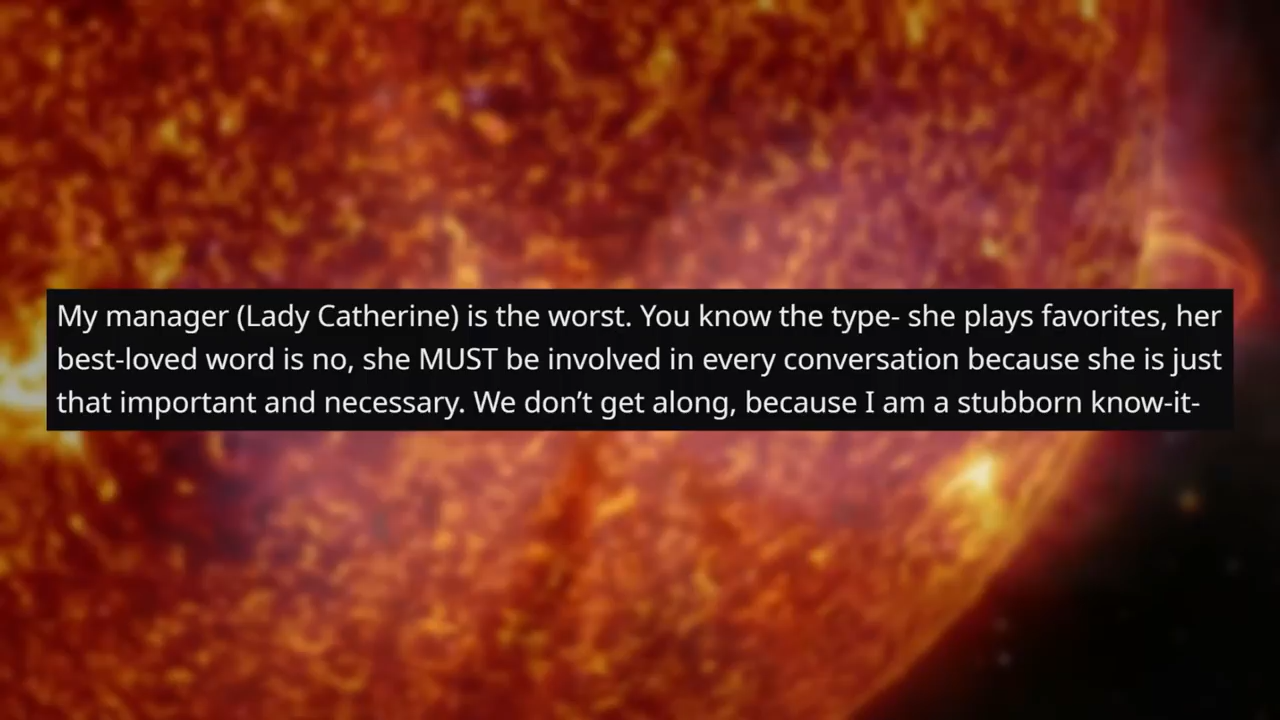 My manager (Lady Catherine) is the worst. You know the type- she plays favorites, her
best-loved word is no, she MUST be involved in every conversation because she is just
that important and necessary. We don’t get along, because I am a stubborn know-it-